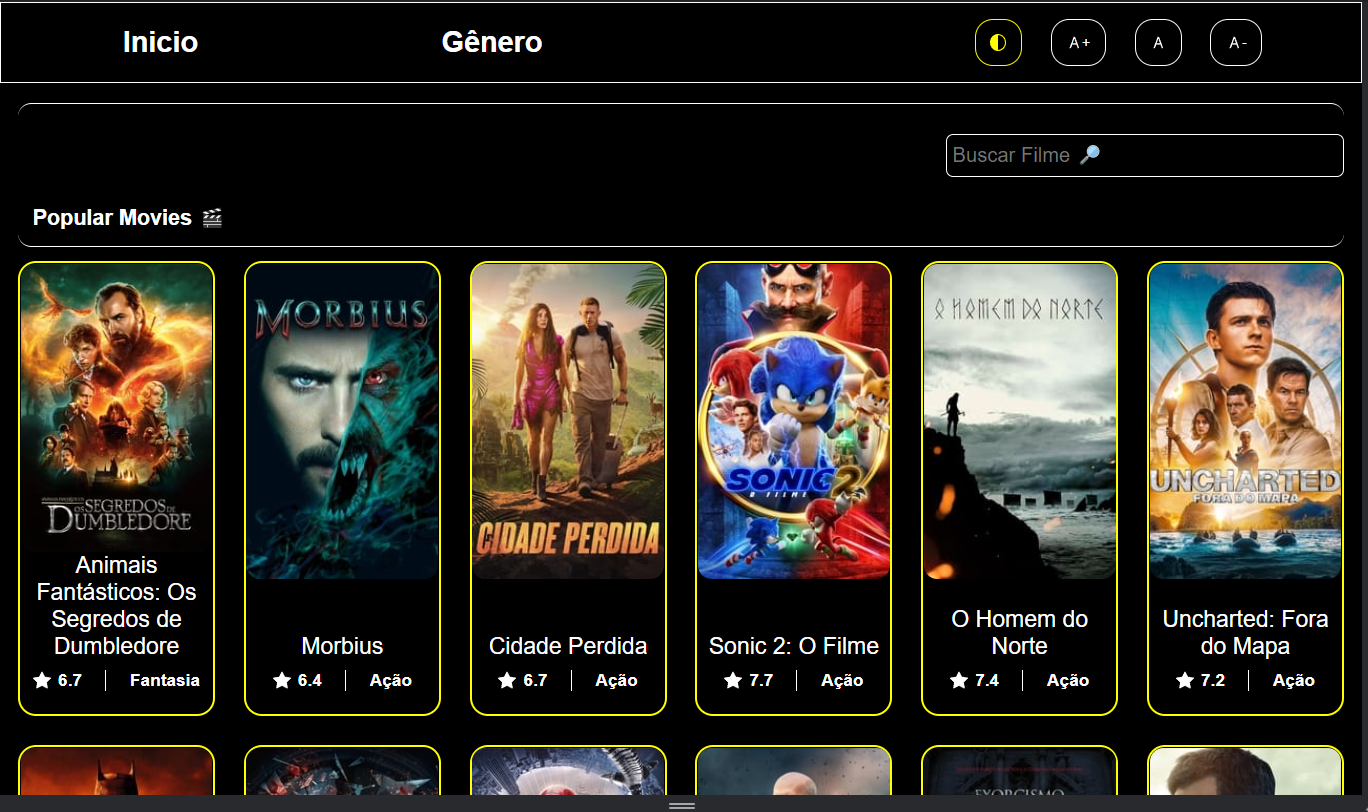 Inicio
Gênero
A+
A
A-
Buscar Filme
Popular Movies
OS SEGREDOS DE
DUMBLEDORE
MORBIUS
CIDADE PERDIDA
SONIC 2
O FILME
O HOMEM DO NORTE
UNCHARTED
FORA DO MAPA
Animais
Fantásticos: Os
Segredos de
Dumbledore
Morbius
Cidade Perdida
Sonic 2: O Filme
O Homem do
Norte
Uncharted: Fora
do Mapa
6.7 Fantasia
6.4 Ação
6.7 Ação
7.7 Ação
7.4 Ação
7.2 Ação
EXORCISMO